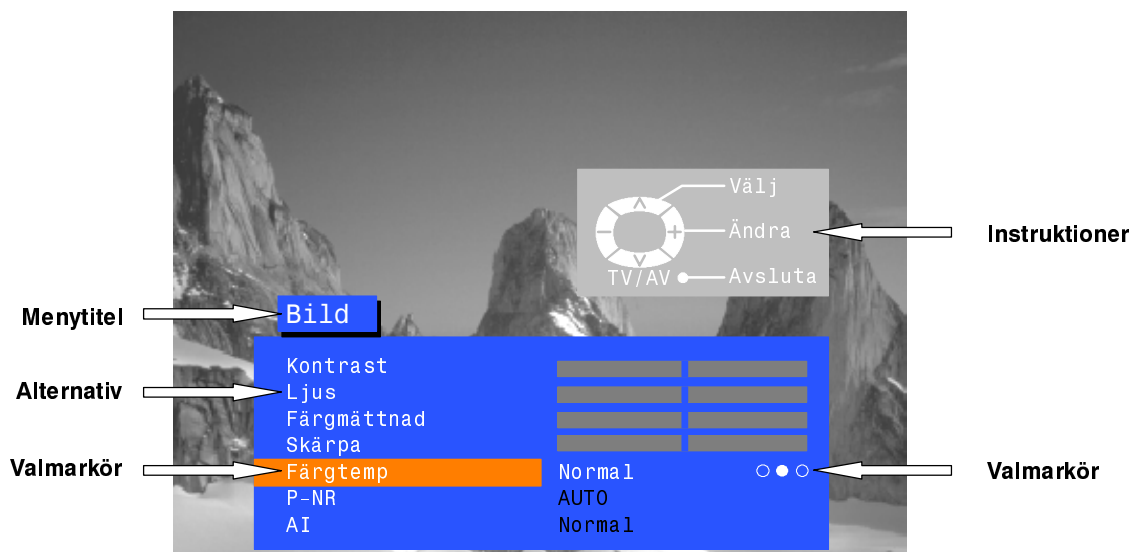 Välj
Ändra
Instruktioner
TV/AV Avsluta
Menytitel
Bild
Kontrast
Alternativ
Ljus
Färgmättnad
Skärpa
Valmarkör
Färgtemp Normal
Valmarkör
P-NR AUTO
AI Normal